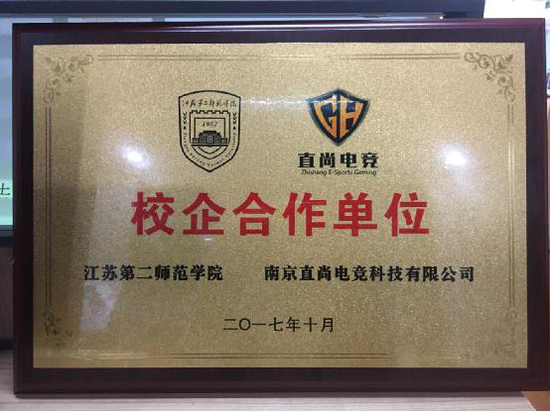 江苏第二师范学院
1952
GH
直尚电竞
Zhishang E-Sports Gaming
校企合作单位
江苏第二师范学院 南京直尚电竞科技有限公司
二〇一七年十月